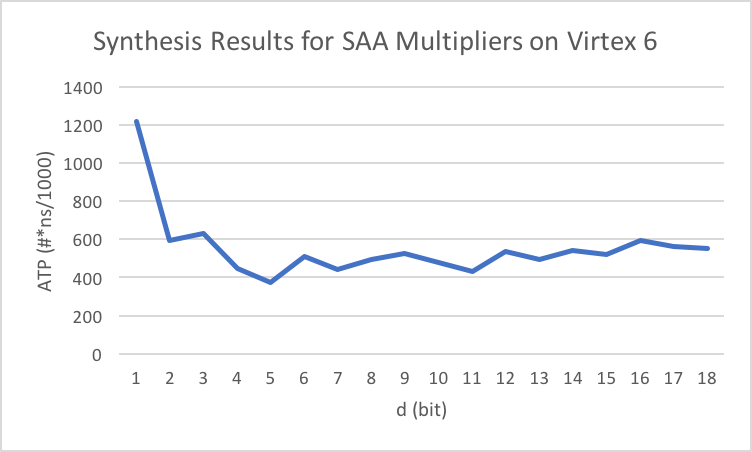 Synthesis Results for SAA Multipliers on Virtex 6
1400
1200
1000
800
600
400
200
0
ATP (#*ns/1000)
1 2 3 4 5 6 7 8 9 10 11 12 13 14 15 16 17 18
d (bit)